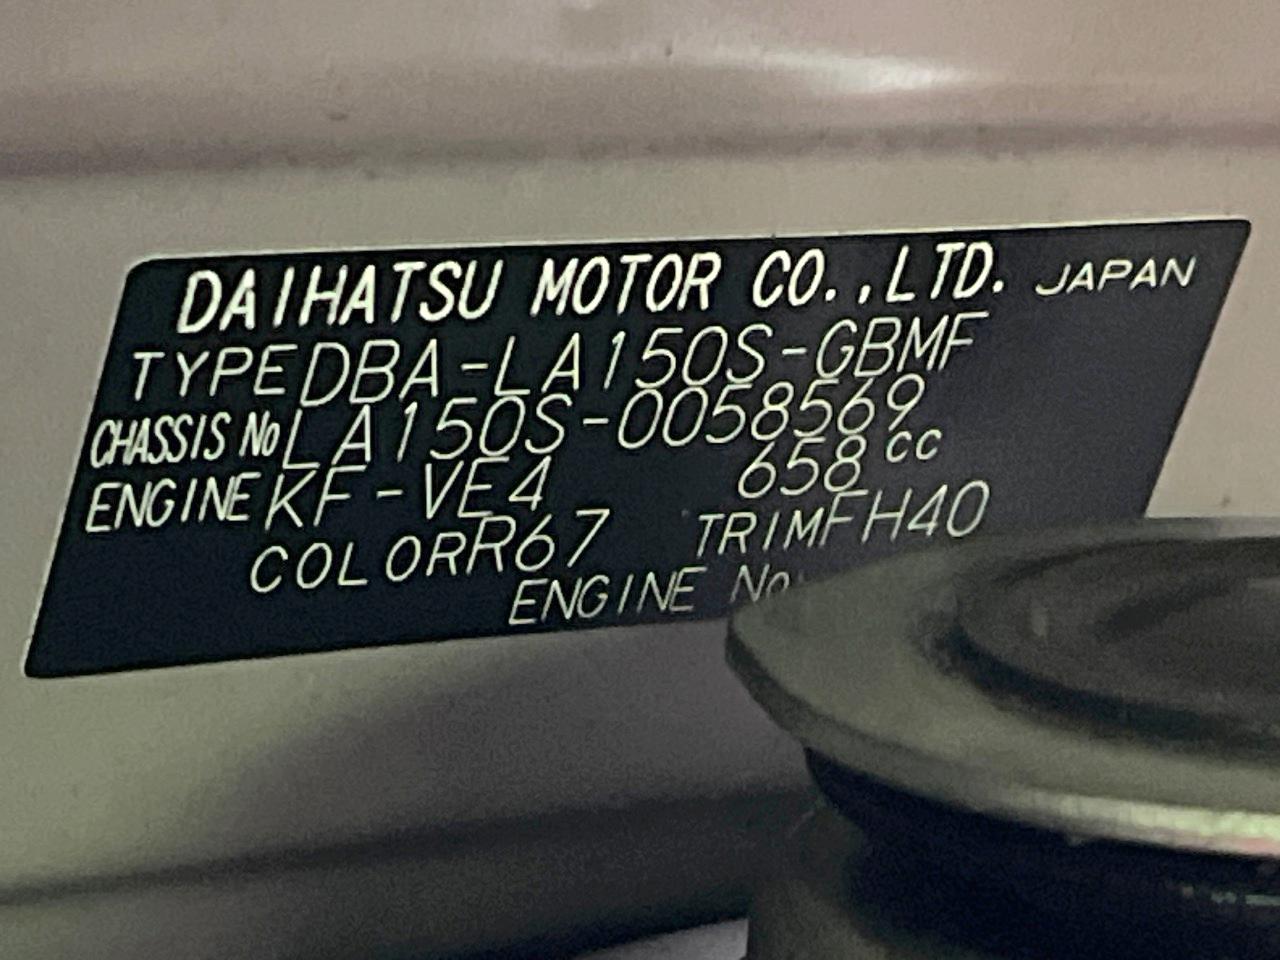 DAIHATSU MOTOR CO.,LTD. JAPAN
TYPE DBA-LA150S-GBMF
CHASSIS No LA150S-0058569
ENGINE KF-VE4 658 cc
COLOR R67 TRIM FH40
ENGINE No.